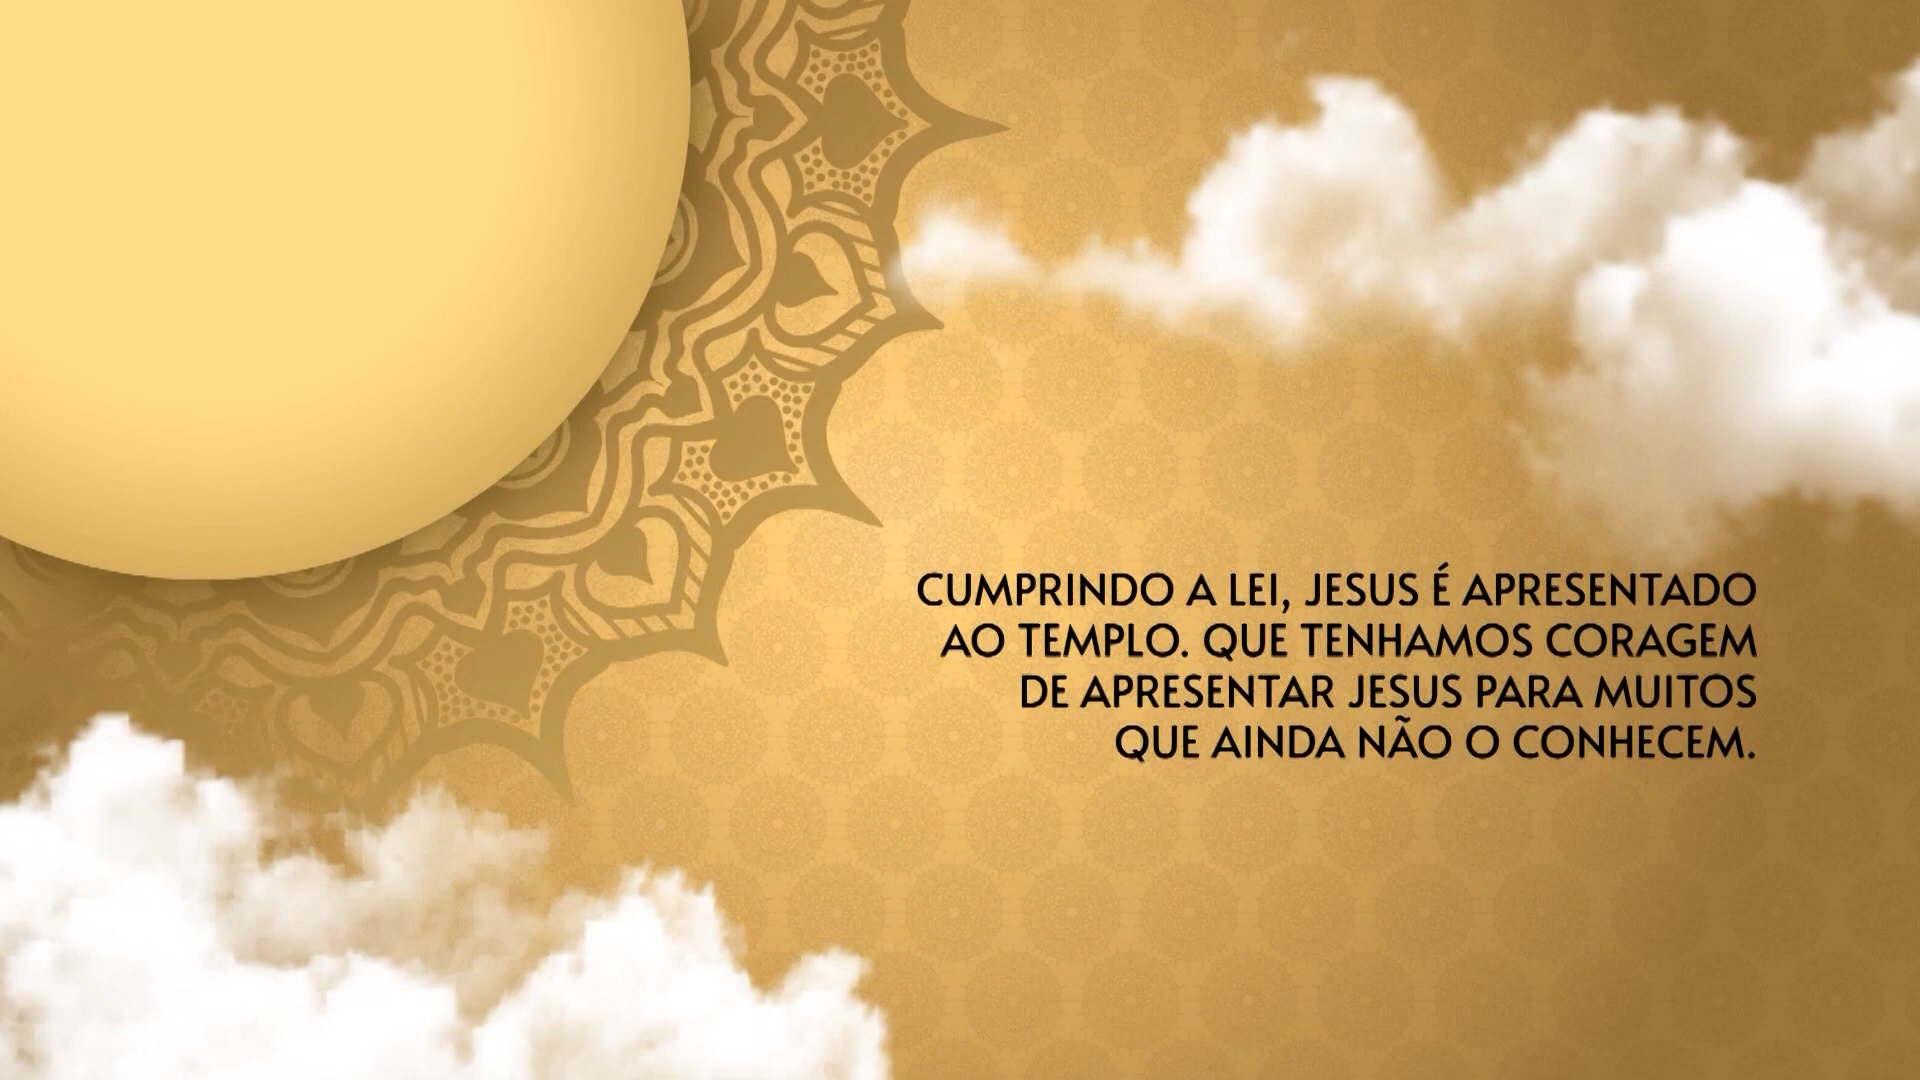 CUMPRINDO A LEI, JESUS É APRESENTADO
AO TEMPLO. QUE TENHAMOS CORAGEM
DE APRESENTAR JESUS PARA MUITOS
QUE AINDA NÃO O CONHECEM.